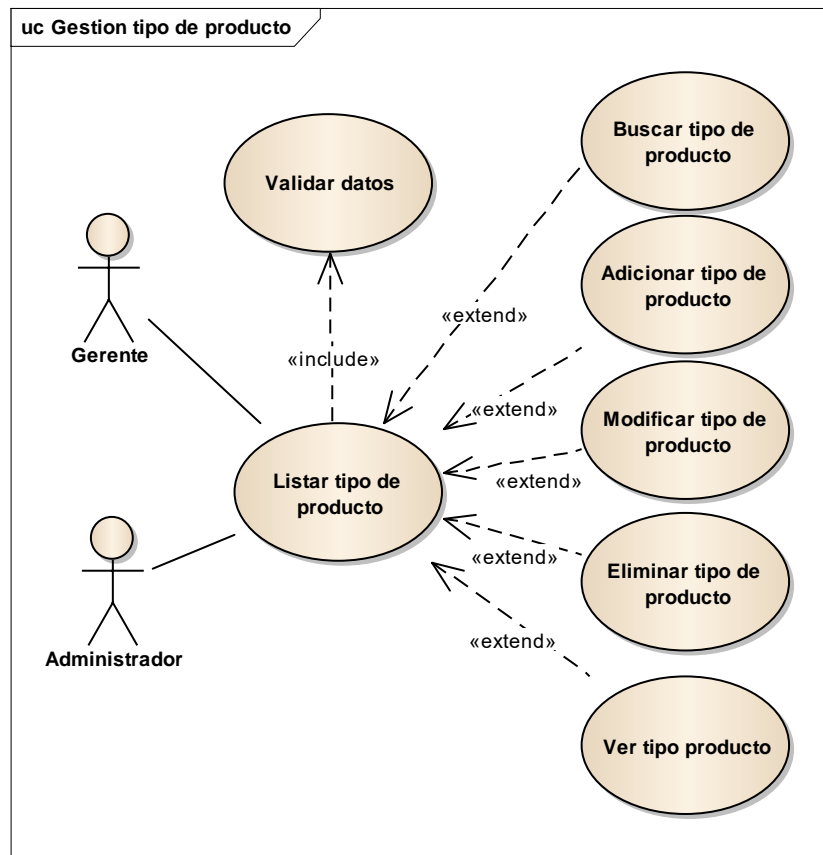 uc Gestion tipo de producto
Buscar tipo de
producto
Validar datos
Adicionar tipo de
producto
«extend»
Gerente
«include»
«extend»
Modificar tipo de
producto
Listar tipo de
producto
«extend»
«extend»
Eliminar tipo de
producto
Administrador
«extend»
Ver tipo producto